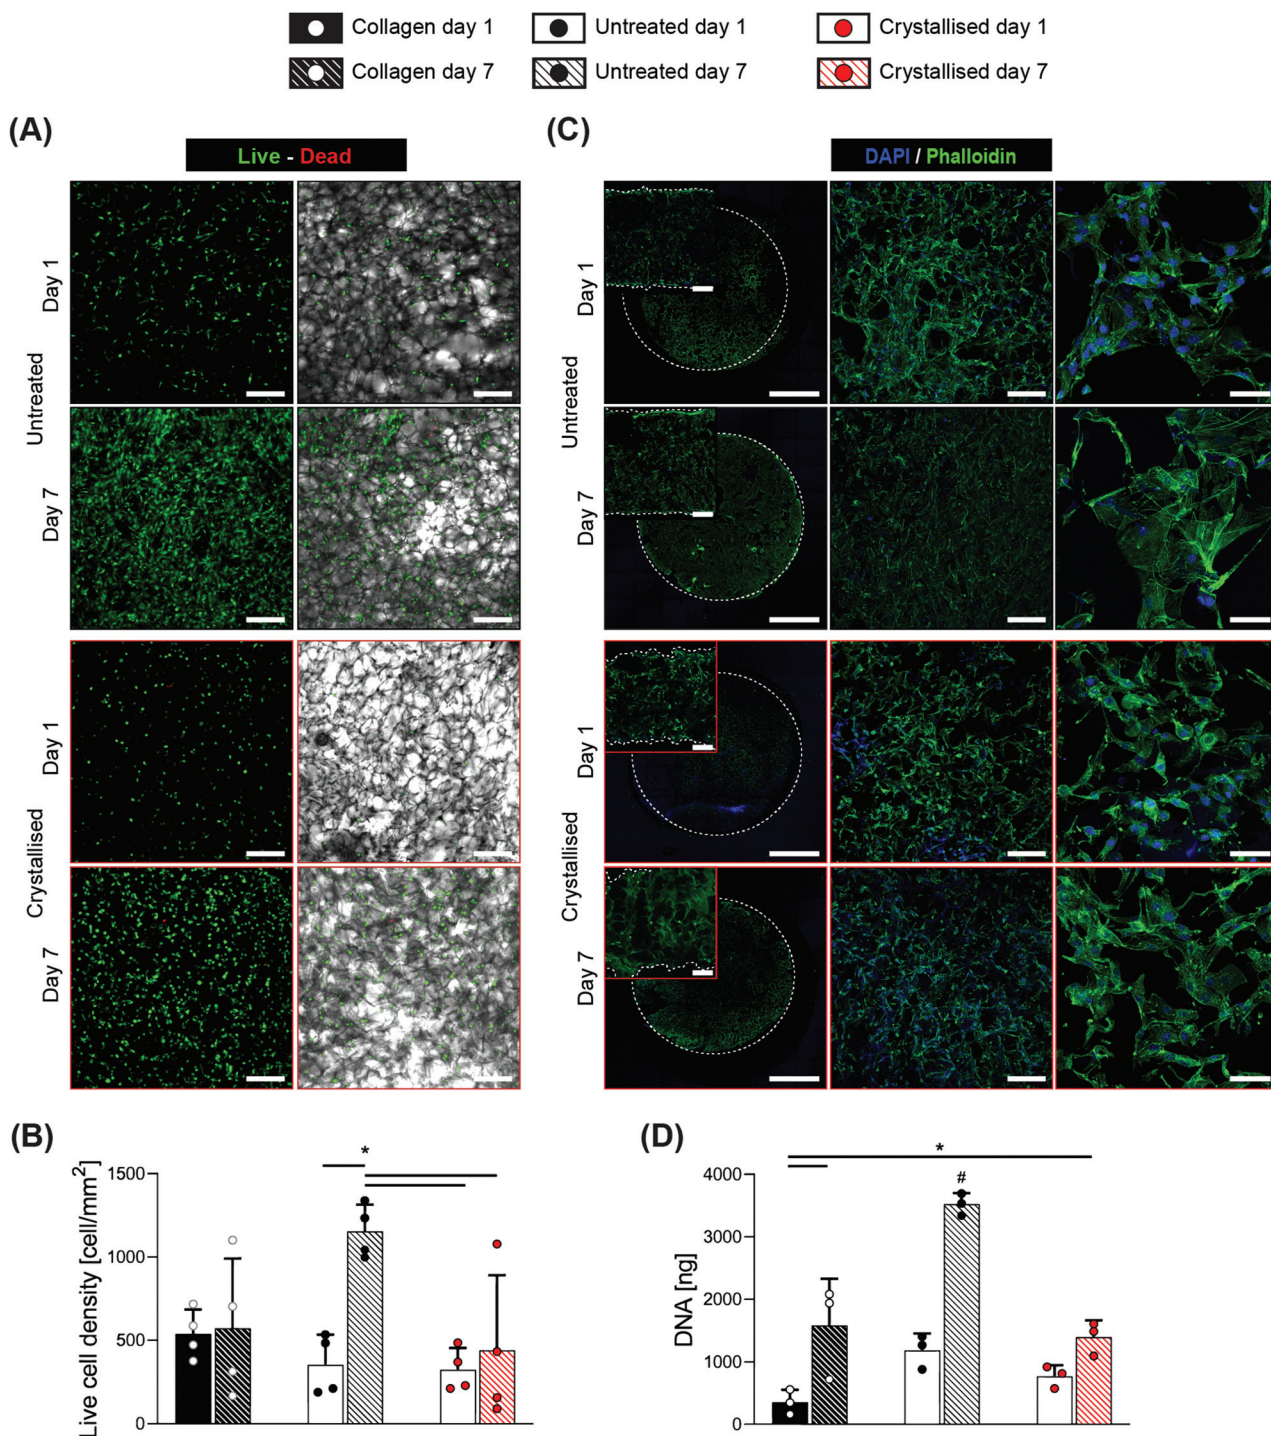 Collagen day 1
Untreated day 1
Crystallised day 1
Collagen day 7
Untreated day 7
Crystallised day 7
(A)
Live - Dead
Untreated
Day 1
Day 7
Crystallised
Day 1
Day 7
(C)
DAPI / Phalloidin
Untreated
Day 1
Day 7
Crystallised
Day 1
Day 7
(B)
Live cell density [cell/mm²]
1500
1000
500
0
*
(D)
DNA [ng]
4000
3000
2000
1000
0
*
#